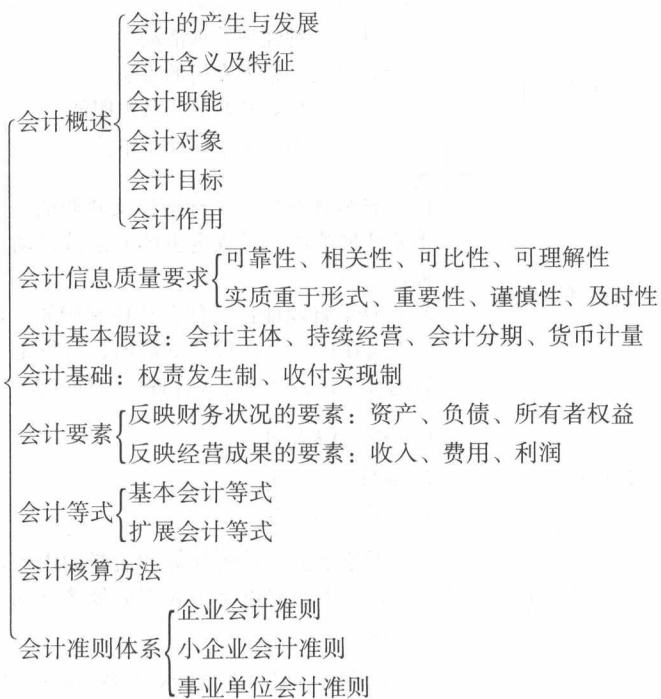 会计概述
会计的产生与发展
会计含义及特征
会计职能
会计对象
会计目标
会计作用
会计信息质量要求
可靠性、相关性、可比性、可理解性
实质重于形式、重要性、谨慎性、及时性
会计基本假设：会计主体、持续经营、会计分期、货币计量
会计基础：权责发生制、收付实现制
会计要素
反映财务状况的要素：资产、负债、所有者权益
反映经营成果的要素：收入、费用、利润
会计等式
基本会计等式
扩展会计等式
会计核算方法
会计准则体系
企业会计准则
小企业会计准则
事业单位会计准则